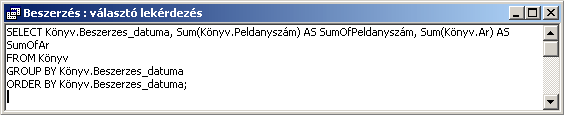 Beszerzés : választó lekérdezés
SELECT Könyv.Beszerzes_datuma, Sum(Könyv.Peldanyszám) AS SumOfPeldanyszám, Sum(Könyv.Ar) AS
SumOfAr
FROM Könyv
GROUP BY Könyv.Beszerzes_datuma
ORDER BY Könyv.Beszerzes_datuma;